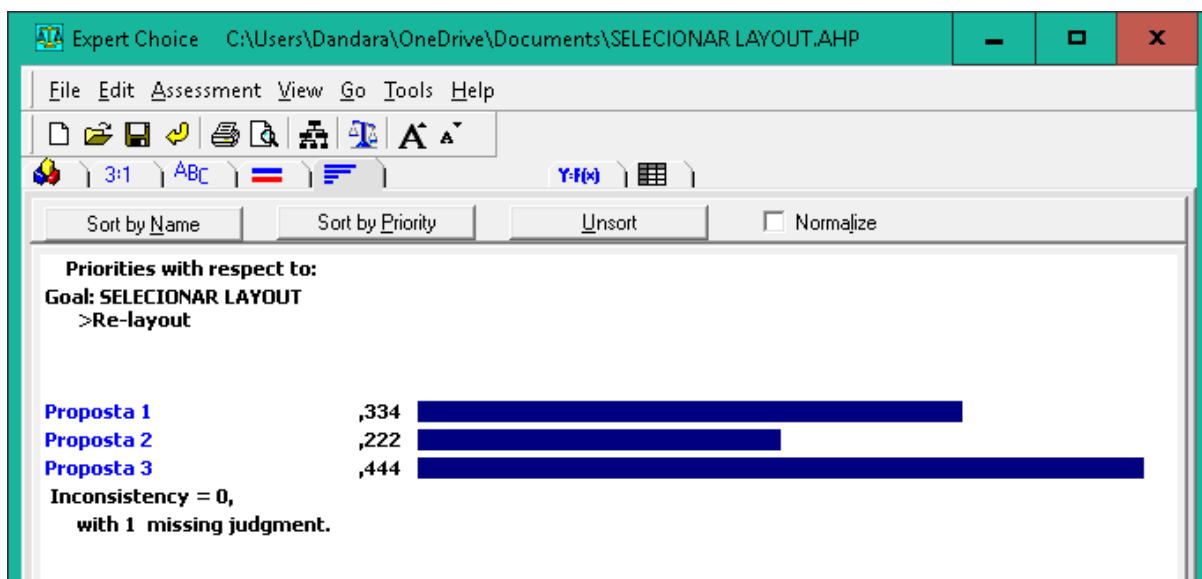 Expert Choice C:\Users\Dandara\OneDrive\Documents\SELECIONAR LAYOUT.AHP
File Edit Assessment View Go Tools Help
A A
3:1 ABC Y=F(x)
Sort by Name Sort by Priority Unsort Normalize
Priorities with respect to:
Goal: SELECIONAR LAYOUT
>Re-layout
Proposta 1 ,334
Proposta 2 ,222
Proposta 3 ,444
Inconsistency = 0,
with 1 missing judgment.